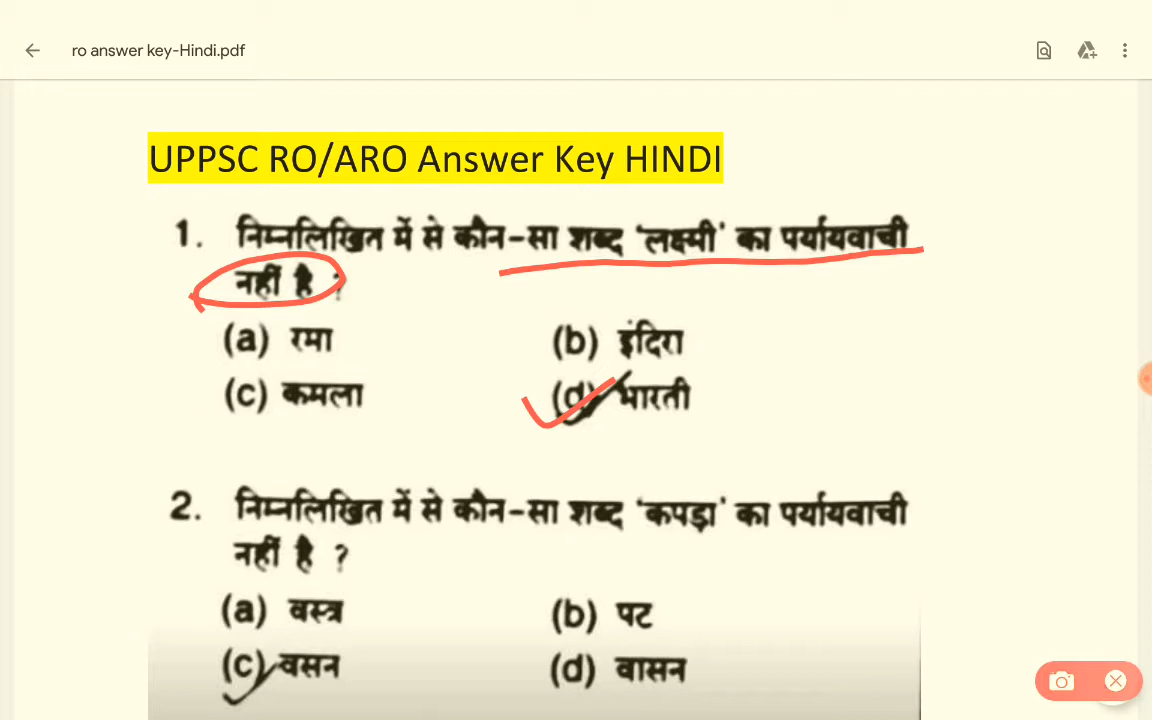 ro answer key-Hindi.pdf
UPPSC RO/ARO Answer Key HINDI
1. निम्नलिखित में से कौन-सा शब्द 'लक्ष्मी' का पर्यायवाची
नहीं है ?
(a) रमा (b) इंदिरा
(c) कमला (d) भारती
2. निम्नलिखित में से कौन-सा शब्द 'कपड़ा' का पर्यायवाची
नहीं है ?
(a) वस्त्र (b) पट
(c) वसन (d) वासन